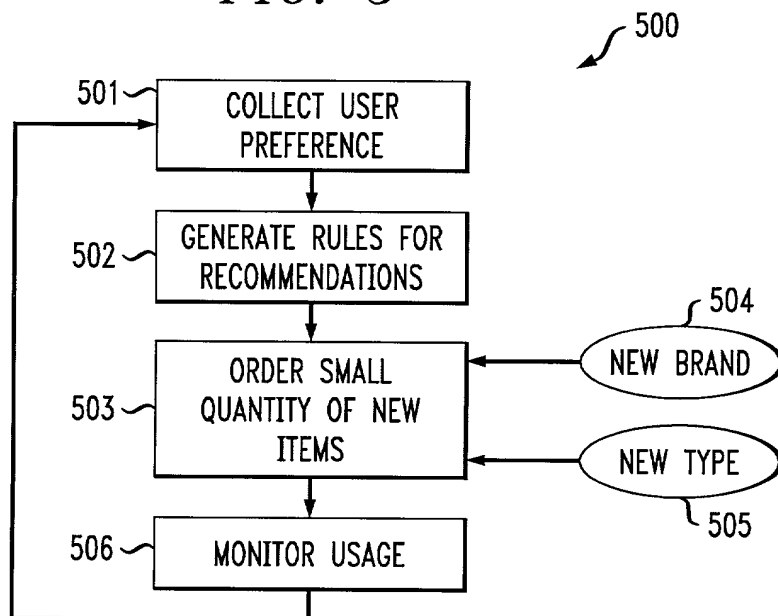 500
501
COLLECT USER
PREFERENCE
502
GENERATE RULES FOR
RECOMMENDATIONS
503
ORDER SMALL
QUANTITY OF NEW
ITEMS
504
NEW BRAND
NEW TYPE
505
506
MONITOR USAGE